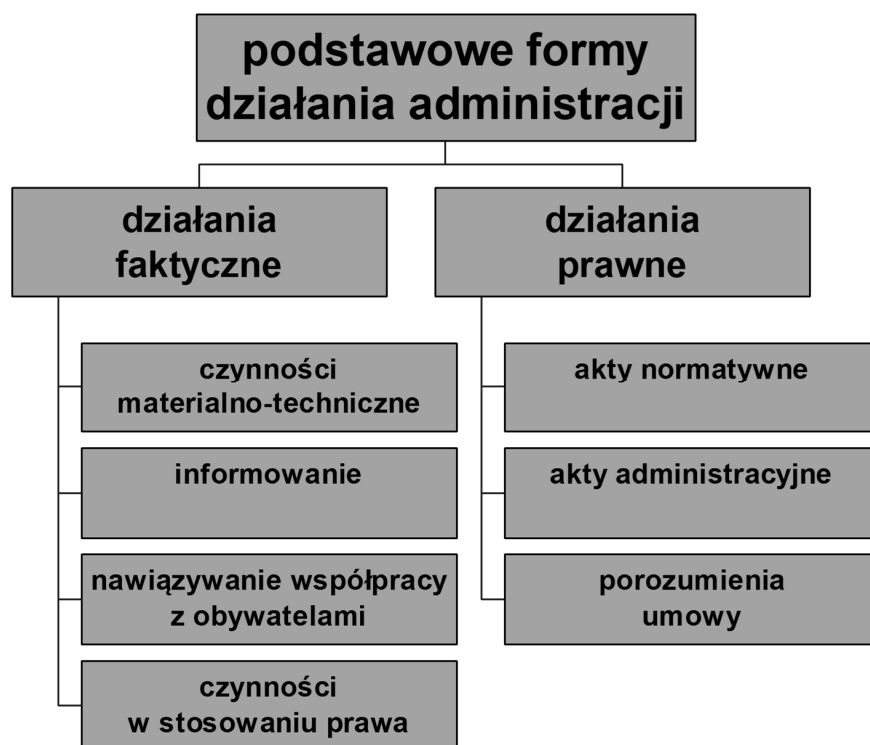 podstawowe formy
działania administracji
działania
faktyczne
czynności
materialno-techniczne
informowanie
nawiązywanie współpracy
z obywatelami
czynności
w stosowaniu prawa
działania
prawne
akty normatywne
akty administracyjne
porozumienia
umowy